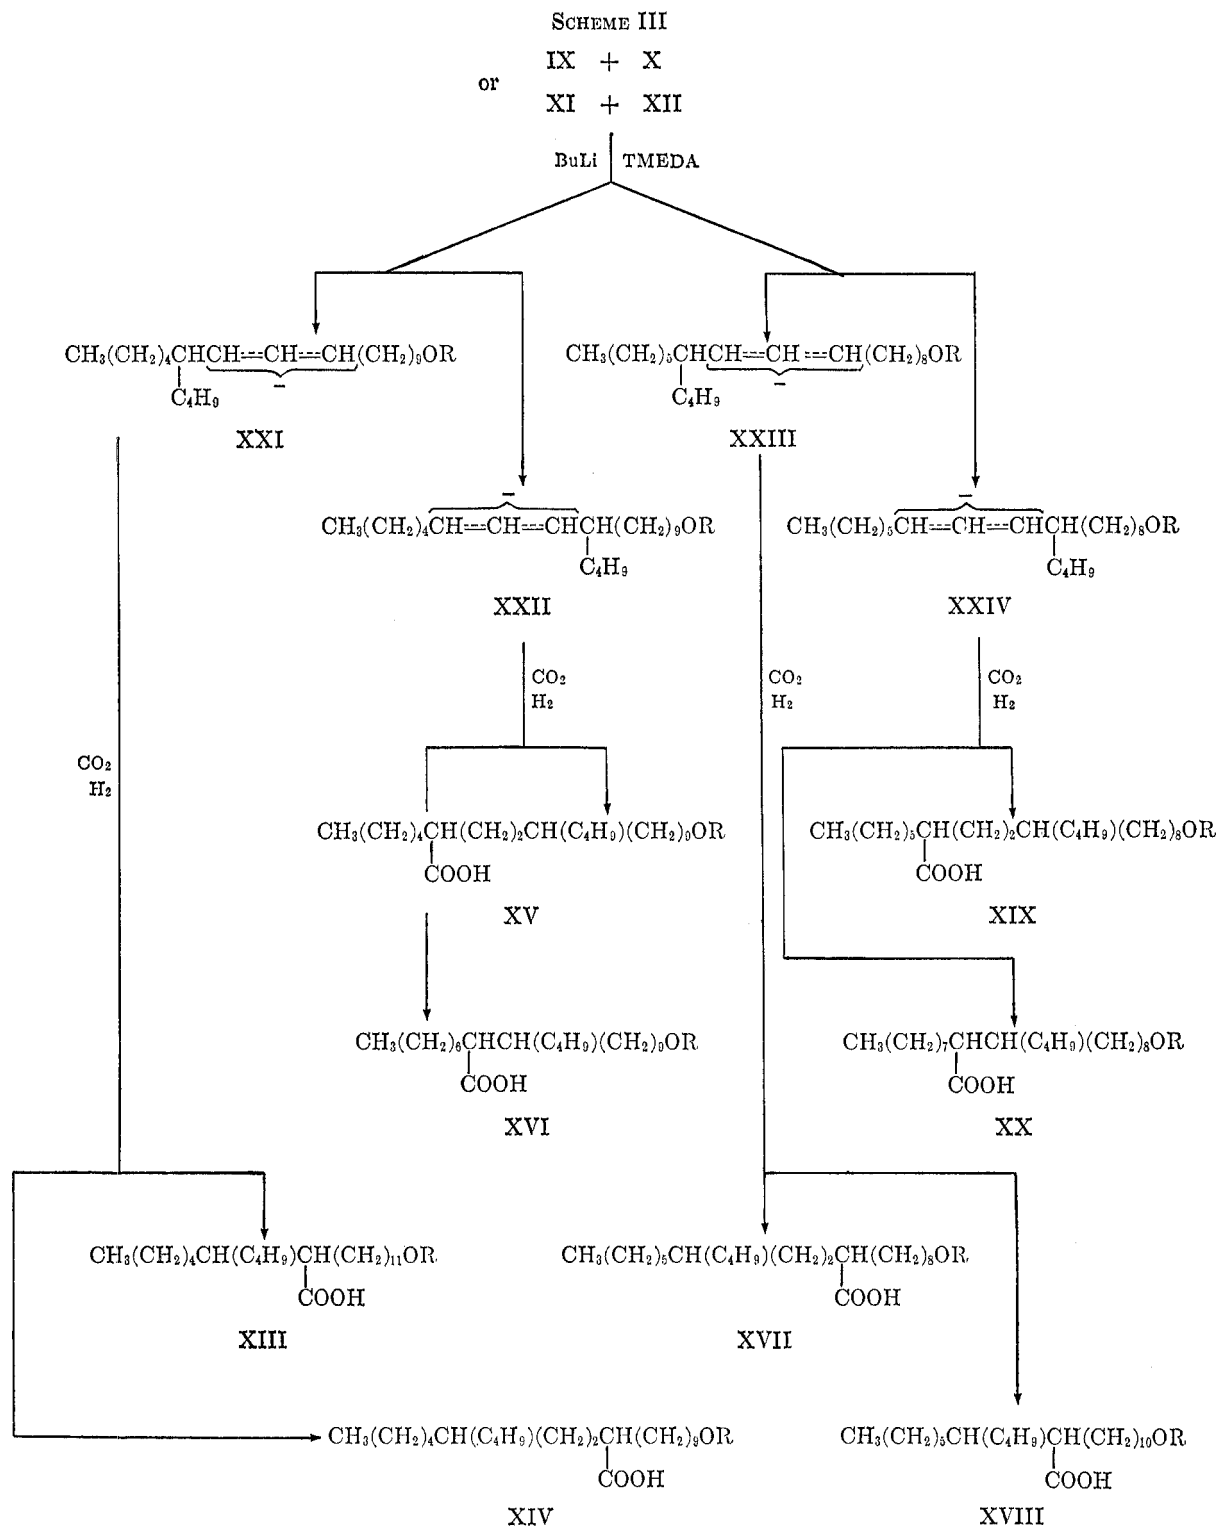 SCHEME III
IX + X
or
XI + XII
BuLi TMEDA
CH₃(CH₂)₄CHCH==CH==CH(CH₂)₉OR
−
C₄H₉
XXI
CH₃(CH₂)₅CHCH==CH==CH(CH₂)₈OR
−
C₄H₉
XXIII
−
CH₃(CH₂)₄CH==CH==CHCH(CH₂)₉OR
C₄H₉
XXII
−
CH₃(CH₂)₅CH==CH==CHCH(CH₂)₈OR
C₄H₉
XXIV
CO₂
H₂
CO₂
H₂
CO₂
H₂
CO₂
H₂
CH₃(CH₂)₄CH(CH₂)₂CH(C₄H₉)(CH₂)₉OR
COOH
XV
CH₃(CH₂)₅CH(CH₂)₂CH(C₄H₉)(CH₂)₈OR
COOH
XIX
CH₃(CH₂)₆CHCH(C₄H₉)(CH₂)₉OR
COOH
XVI
CH₃(CH₂)₇CHCH(C₄H₉)(CH₂)₈OR
COOH
XX
CH₃(CH₂)₄CH(C₄H₉)CH(CH₂)₁₁OR
COOH
XIII
CH₃(CH₂)₅CH(C₄H₉)(CH₂)₂CH(CH₂)₈OR
COOH
XVII
CH₃(CH₂)₄CH(C₄H₉)(CH₂)₂CH(CH₂)₉OR
COOH
XIV
CH₃(CH₂)₅CH(C₄H₉)CH(CH₂)₁₀OR
COOH
XVIII